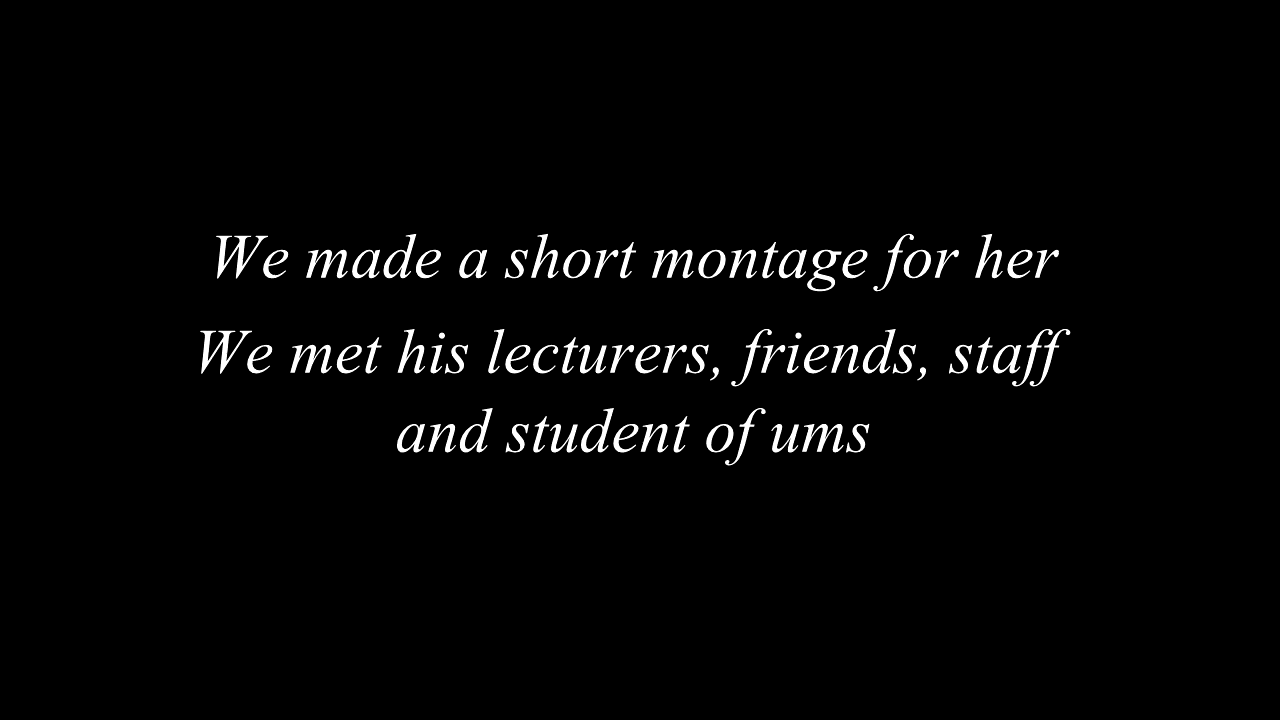 We made a short montage for her
We met his lecturers, friends, staff
and student of ums